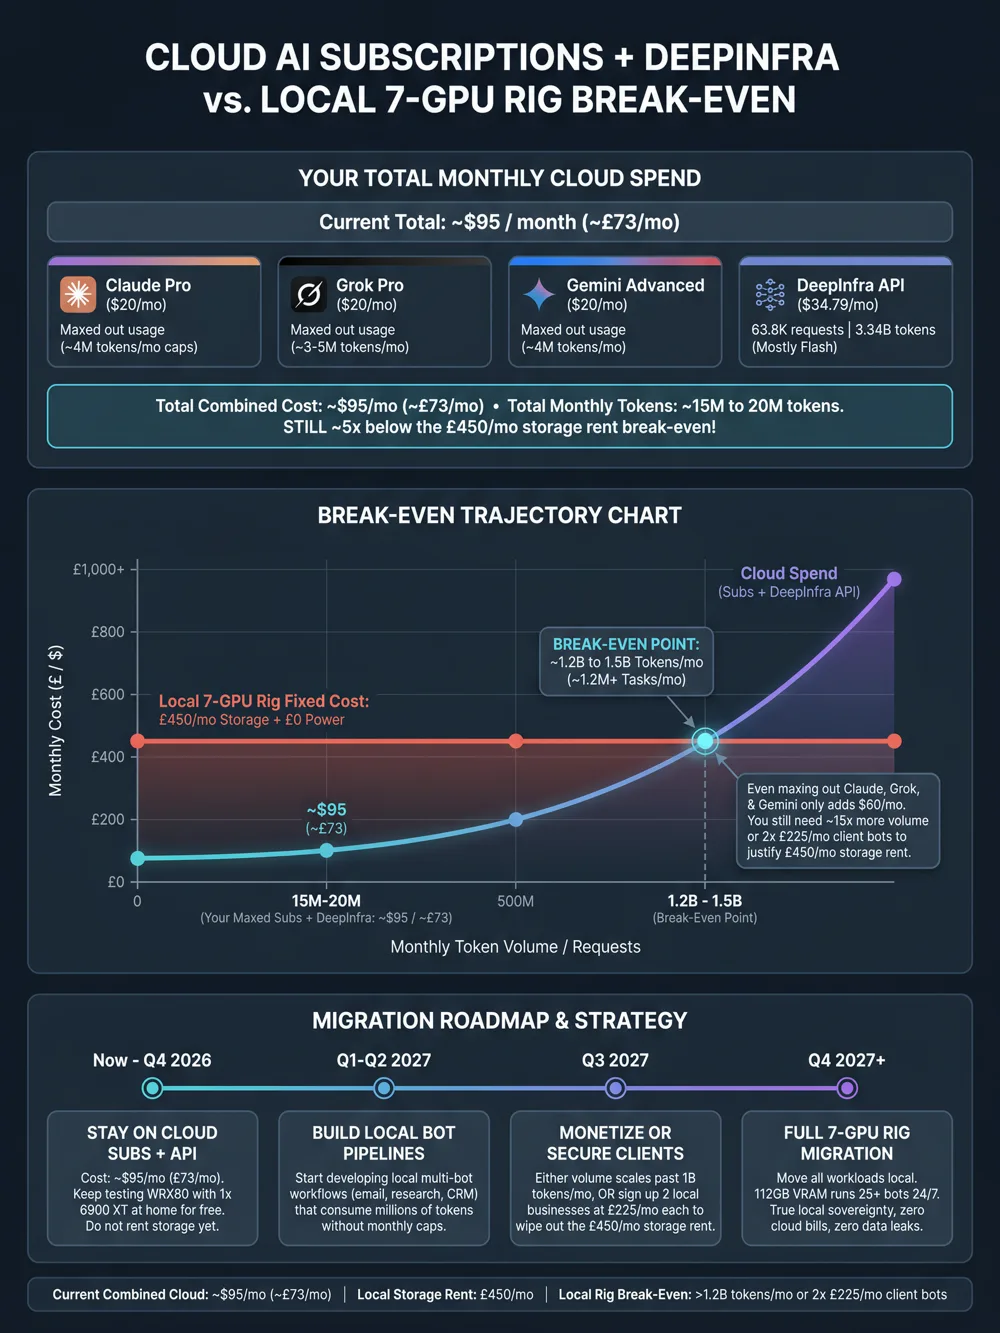 CLOUD AI SUBSCRIPTIONS + DEEPINFRA
vs. LOCAL 7-GPU RIG BREAK-EVEN
YOUR TOTAL MONTHLY CLOUD SPEND
Current Total: ~$95 / month (~£73/mo)
Claude Pro
($20/mo)
Maxed out usage
(~4M tokens/mo caps)
Grok Pro
($20/mo)
Maxed out usage
(~3-5M tokens/mo)
Gemini Advanced
($20/mo)
Maxed out usage
(~4M tokens/mo)
DeepInfra API
($34.79/mo)
63.8K requests | 3.34B tokens
(Mostly Flash)
Total Combined Cost: ~$95/mo (~£73/mo) • Total Monthly Tokens: ~15M to 20M tokens.
STILL ~5x below the £450/mo storage rent break-even!
BREAK-EVEN TRAJECTORY CHART
Monthly Cost (£ / $)
£1,000+
£800
£600
£400
£200
£0
Cloud Spend
(Subs + DeepInfra API)
BREAK-EVEN POINT:
~1.2B to 1.5B Tokens/mo
(~1.2M+ Tasks/mo)
Local 7-GPU Rig Fixed Cost:
£450/mo Storage + £0 Power
~$95
(~£73)
Even maxing out Claude, Grok,
& Gemini only adds $60/mo.
You still need ~15x more volume
or 2x £225/mo client bots to
justify £450/mo storage rent.
0
15M-20M
(Your Maxed Subs + DeepInfra: ~$95 / ~£73)
500M
1.2B - 1.5B
(Break-Even Point)
Monthly Token Volume / Requests
MIGRATION ROADMAP & STRATEGY
Now - Q4 2026
Q1-Q2 2027
Q3 2027
Q4 2027+
STAY ON CLOUD
SUBS + API
Cost: ~$95/mo (£73/mo).
Keep testing WRX80 with 1x
6900 XT at home for free.
Do not rent storage yet.
BUILD LOCAL BOT
PIPELINES
Start developing local multi-bot
workflows (email, research, CRM)
that consume millions of tokens
without monthly caps.
MONETIZE OR
SECURE CLIENTS
Either volume scales past 1B
tokens/mo, OR sign up 2 local
businesses at £225/mo each to
wipe out the £450/mo storage rent.
FULL 7-GPU RIG
MIGRATION
Move all workloads local.
112GB VRAM runs 25+ bots 24/7.
True local sovereignty, zero
cloud bills, zero data leaks.
Current Combined Cloud: ~$95/mo (~£73/mo) | Local Storage Rent: £450/mo | Local Rig Break-Even: >1.2B tokens/mo or 2x £225/mo client bots